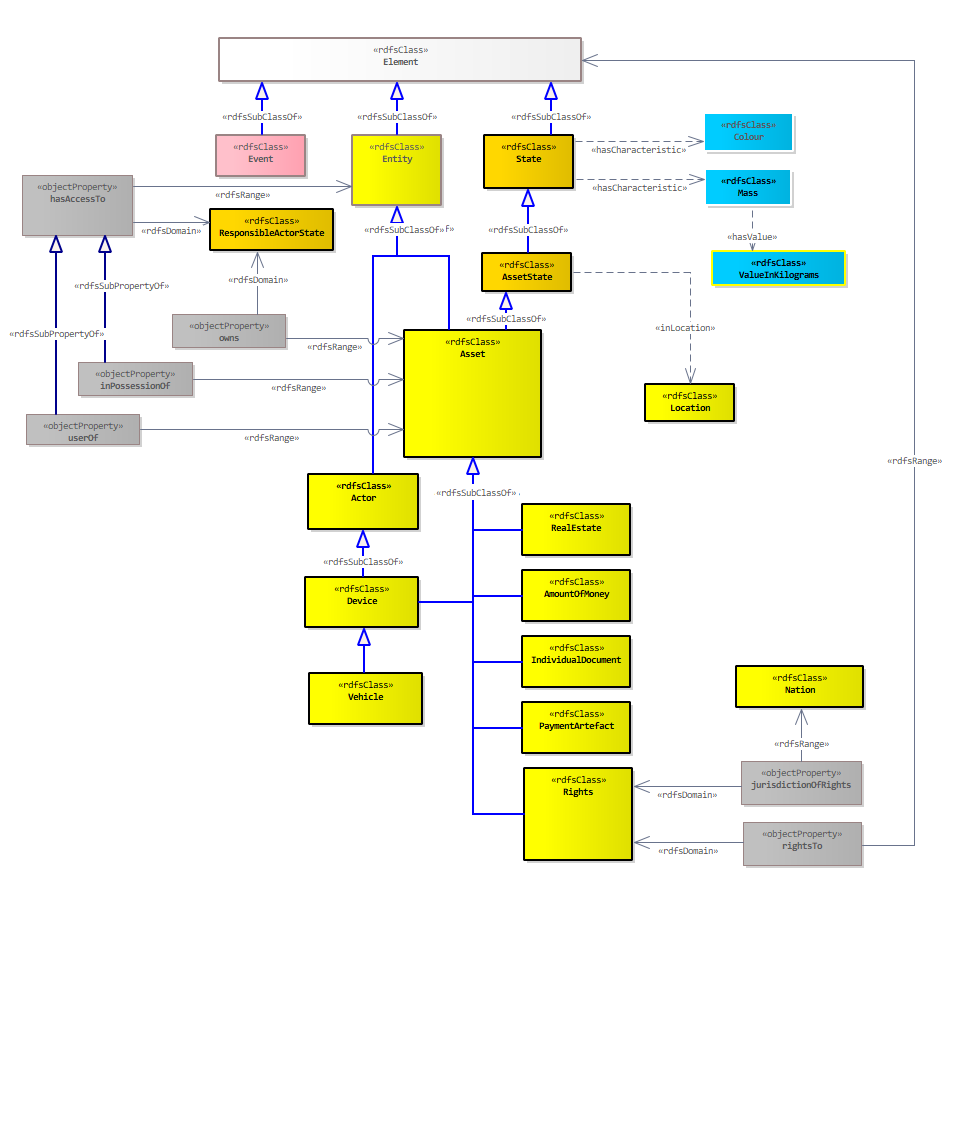 «rdfsClass»
Element
«rdfsSubClassOf»
«rdfsSubClassOf»
«rdfsSubClassOf»
«rdfsClass»
Event
«rdfsClass»
Entity
«rdfsClass»
State
«rdfsClass»
Colour
«hasCharacteristic»
«rdfsClass»
Mass
«hasCharacteristic»
«objectProperty»
hasAccessTo
«rdfsRange»
«rdfsDomain»
«rdfsClass»
ResponsibleActorState
«rdfsSubClassOf»
«rdfsSubClassOf»
«hasValue»
«rdfsClass»
AssetState
«rdfsClass»
ValueInKilograms
«rdfsDomain»
«rdfsSubPropertyOf»
«rdfsSubPropertyOf»
«objectProperty»
owns
«rdfsSubClassOf»
«inLocation»
«rdfsRange»
«rdfsClass»
Asset
«objectProperty»
inPossessionOf
«rdfsRange»
«rdfsClass»
Location
«objectProperty»
userOf
«rdfsRange»
«rdfsRange»
«rdfsClass»
Actor
«rdfsSubClassOf»
«rdfsClass»
RealEstate
«rdfsSubClassOf»
«rdfsClass»
Device
«rdfsClass»
AmountOfMoney
«rdfsClass»
IndividualDocument
«rdfsClass»
Vehicle
«rdfsClass»
Nation
«rdfsClass»
PaymentArtefact
«rdfsRange»
«rdfsClass»
Rights
«objectProperty»
jurisdictionOfRights
«rdfsDomain»
«objectProperty»
rightsTo
«rdfsDomain»